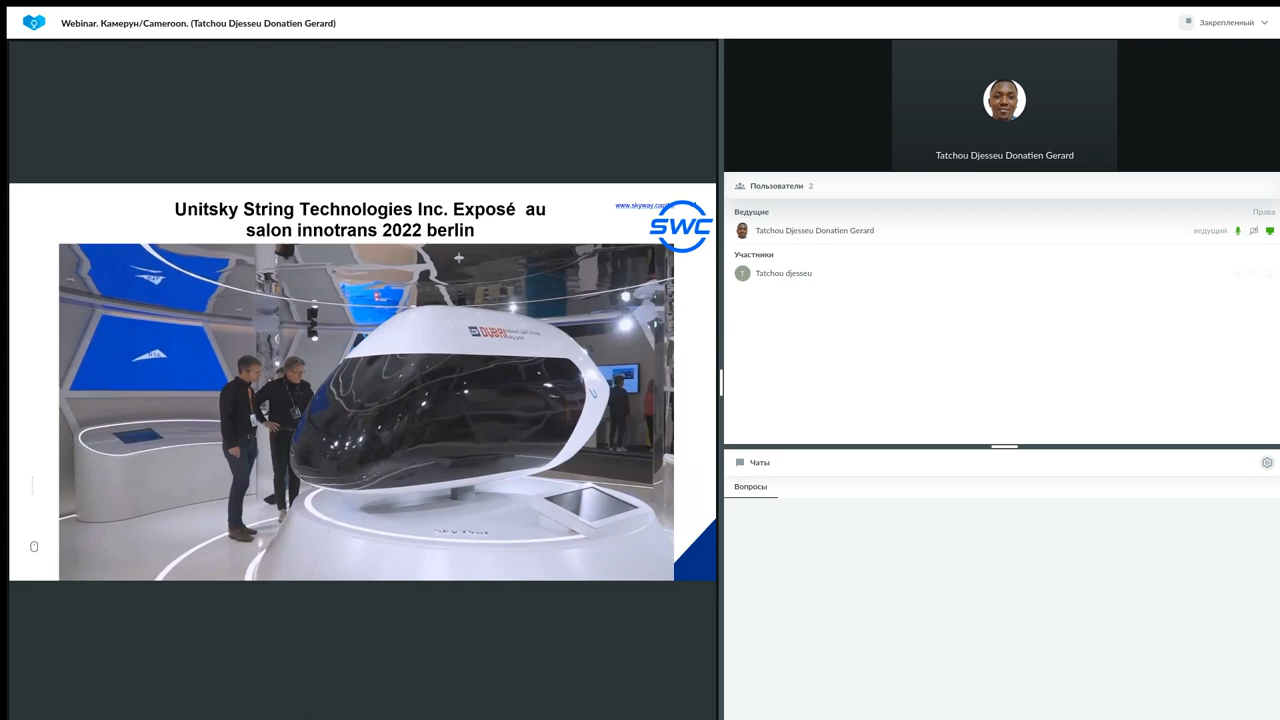 Webinar. Камерун/Cameroon. (Tatchou Djesseu Donatien Gerard)
Закрепленный
Unitsky String Technologies Inc. Exposé au
salon innotrans 2022 berlin
SWC
DUBAI
Tatchou Djesseu Donatien Gerard
Пользователи 2
Ведущие
Права
Tatchou Djesseu Donatien Gerard
ведущий
Участники
T
Tatchou djesseu
Чаты
Вопросы